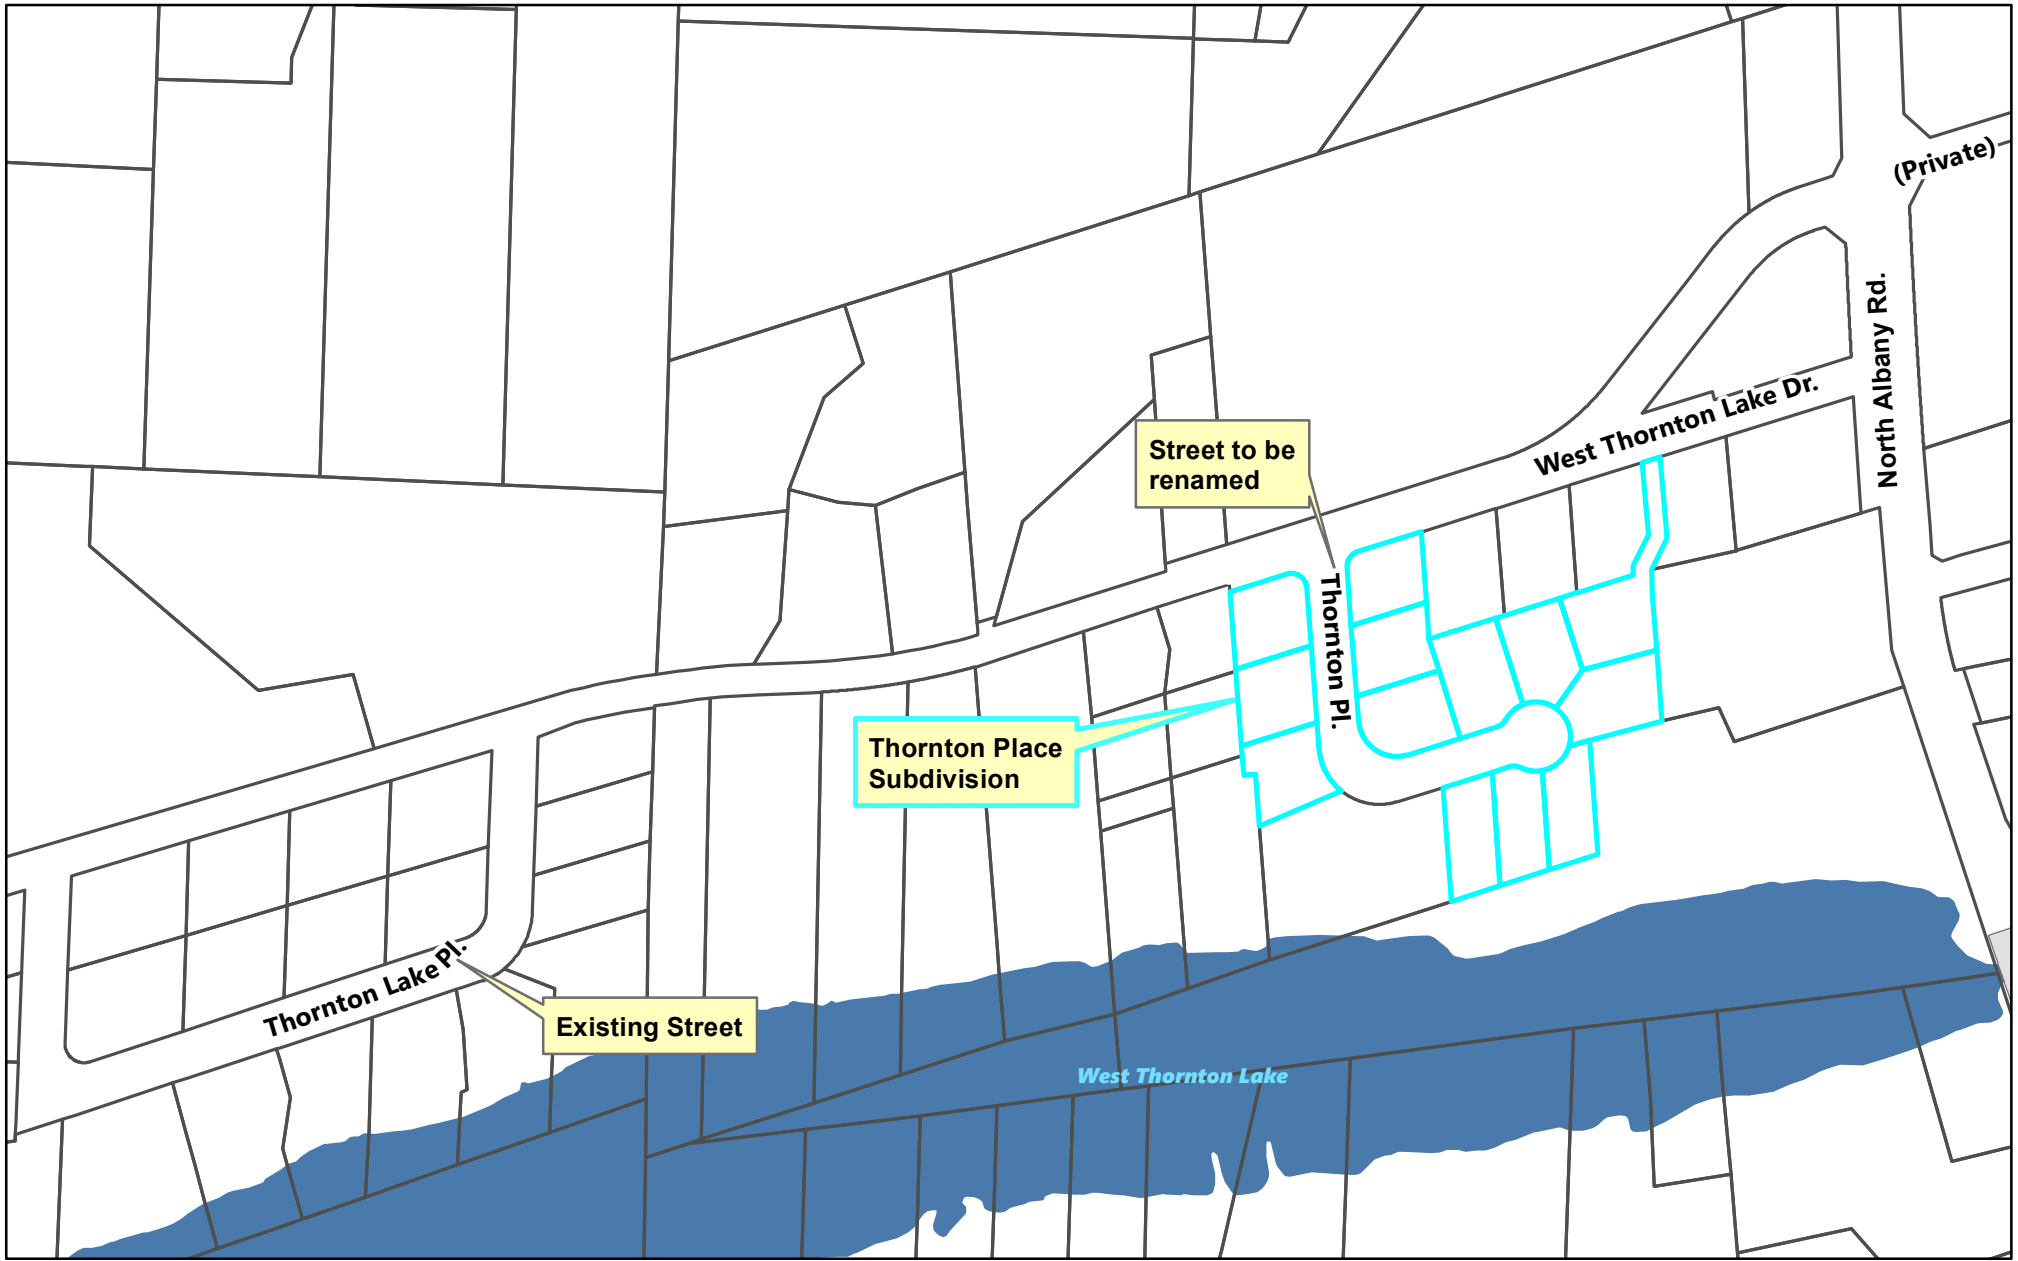 (Private)
North Albany Rd.
West Thornton Lake Dr.
Street to be
renamed
Thornton Pl.
Thornton Place
Subdivision
Thornton Lake Pl.
Existing Street
West Thornton Lake